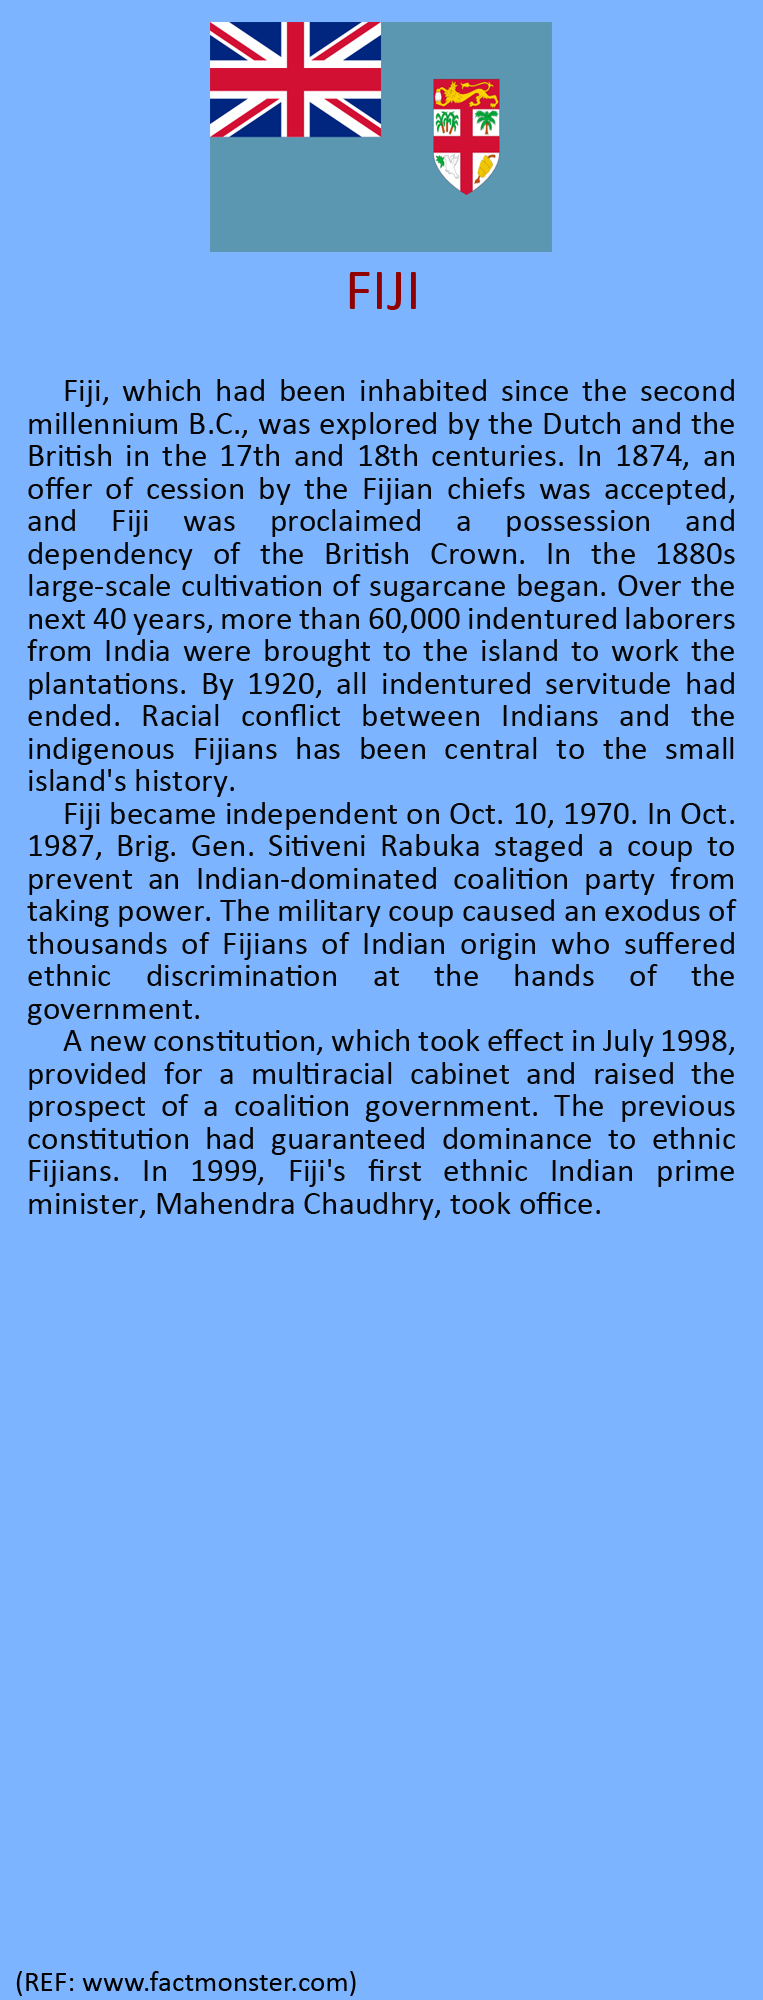 FIJI
Fiji, which had been inhabited since the second
millennium B.C., was explored by the Dutch and the
British in the 17th and 18th centuries. In 1874, an
offer of cession by the Fijian chiefs was accepted,
and Fiji was proclaimed a possession and
dependency of the British Crown. In the 1880s
large-scale cultivation of sugarcane began. Over the
next 40 years, more than 60,000 indentured laborers
from India were brought to the island to work the
plantations. By 1920, all indentured servitude had
ended. Racial conflict between Indians and the
indigenous Fijians has been central to the small
island's history.
Fiji became independent on Oct. 10, 1970. In Oct.
1987, Brig. Gen. Sitiveni Rabuka staged a coup to
prevent an Indian-dominated coalition party from
taking power. The military coup caused an exodus of
thousands of Fijians of Indian origin who suffered
ethnic discrimination at the hands of the
government.
A new constitution, which took effect in July 1998,
provided for a multiracial cabinet and raised the
prospect of a coalition government. The previous
constitution had guaranteed dominance to ethnic
Fijians. In 1999, Fiji's first ethnic Indian prime
minister, Mahendra Chaudhry, took office.
(REF: www.factmonster.com)